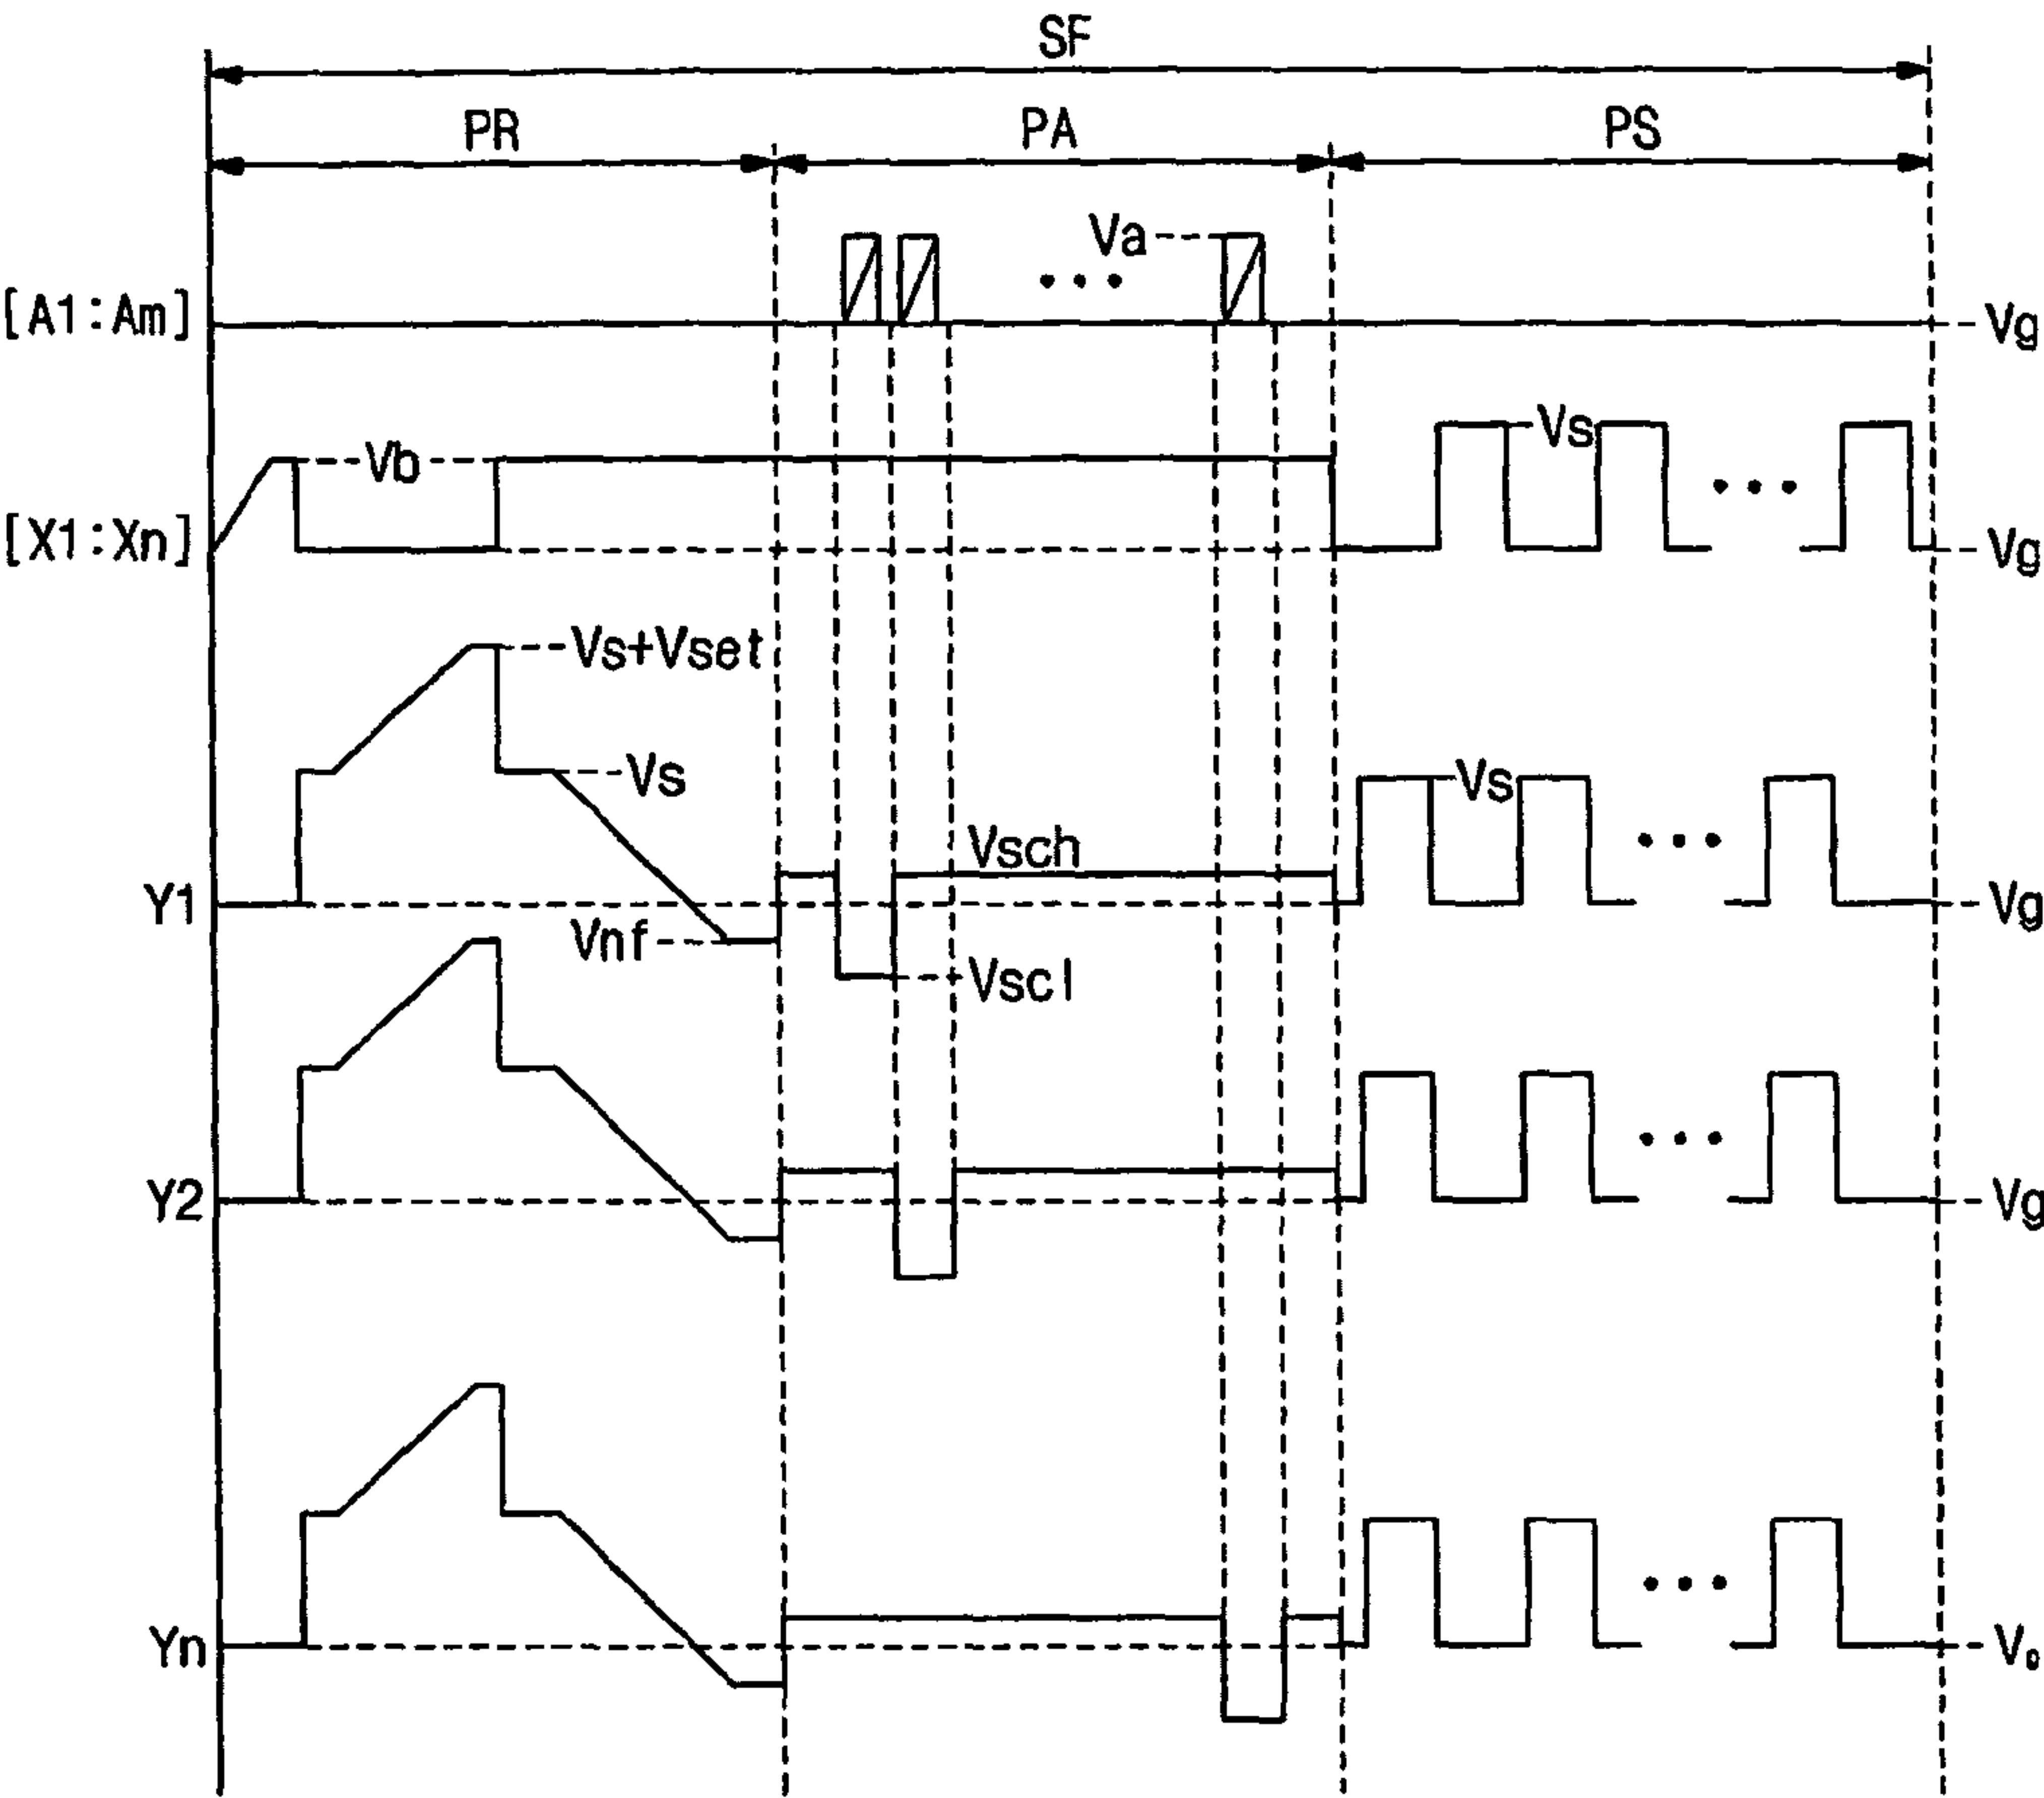 SF
PR PA PS
Va
[A1:Am] Vg
Vb Vs
[X1:Xn] Vg
Vs+Vset
Vs Vs
Vsch
Y1 Vg
Vnf
Vscl
Y2 Vg
Yn